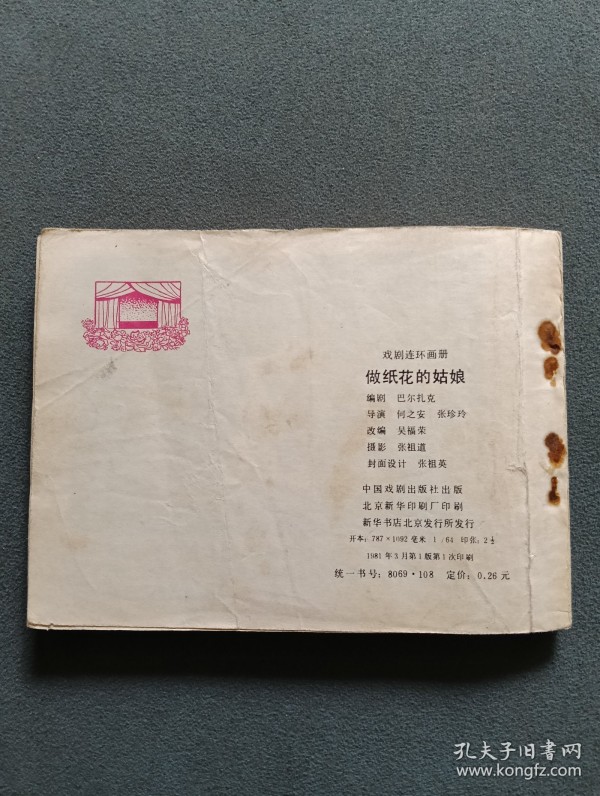 戏剧连环画册
做纸花的姑娘
编剧 巴尔扎克
导演 何之安 张珍玲
改编 吴福荣
摄影 张祖道
封面设计 张祖英
中国戏剧出版社出版
北京新华印刷厂印刷
新华书店北京发行所发行
开本：787×1092毫米 1/64 印张：2½
1981年3月第1版第1次印刷
统一书号：8069·108 定价：0.26元
孔夫子旧书网
www.kongfz.com